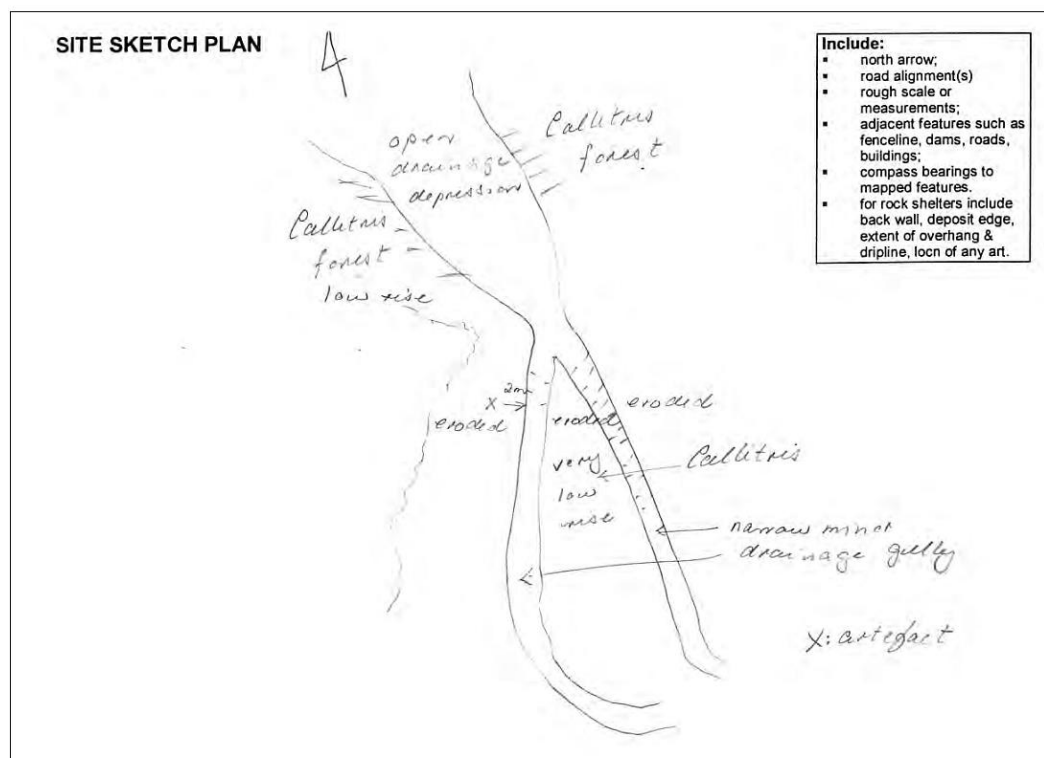 SITE SKETCH PLAN
Include:
▪ north arrow;
▪ road alignment(s)
▪ rough scale or
measurements;
▪ adjacent features such as
fenceline, dams, roads,
buildings;
▪ compass bearings to
mapped features.
▪ for rock shelters include
back wall, deposit edge,
extent of overhang &
dripline, locn of any art.
open
drainage
depression
Callitris
forest
Callitris
forest
low rise
2m
X
eroded
eroded
eroded
very
low
rise
Callitris
narrow minor
drainage gully
X: artefact